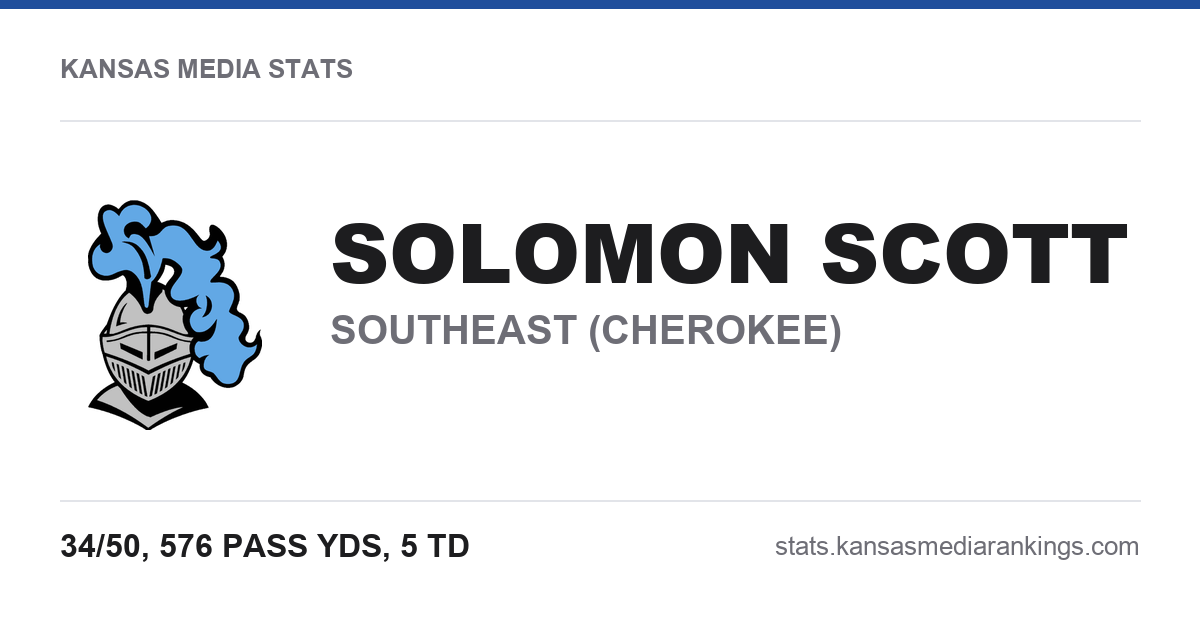 KANSAS MEDIA STATS
SOLOMON SCOTT
SOUTHEAST (CHEROKEE)
34/50, 576 PASS YDS, 5 TD
stats.kansasmediarankings.com